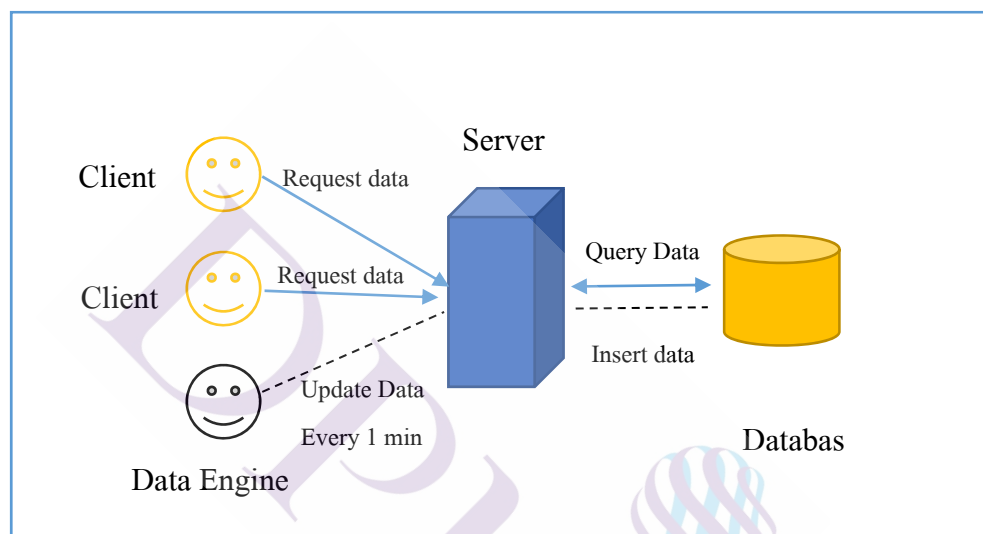 Server
Client
Request data
Query Data
Client
Request data
Insert data
Update Data
Every 1 min
Databas
Data Engine